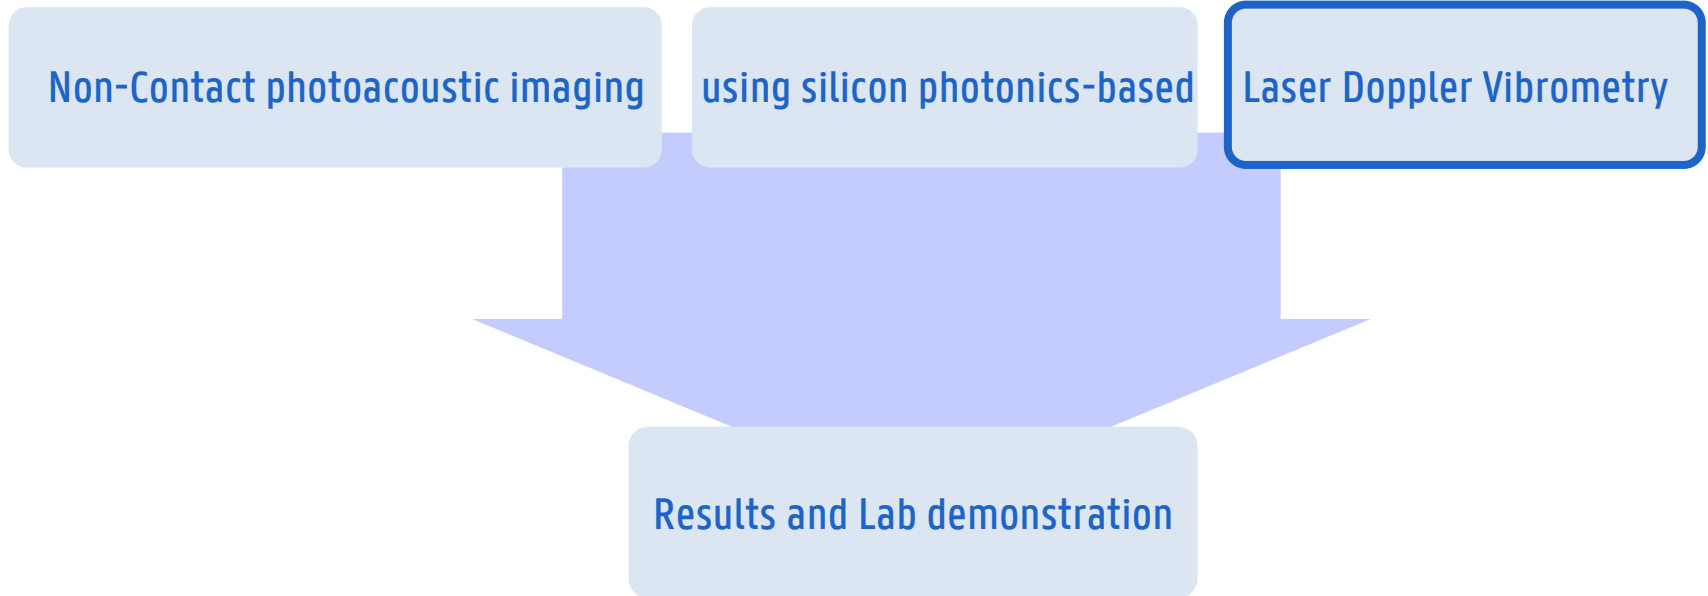 Non-Contact photoacoustic imaging
using silicon photonics-based
Laser Doppler Vibrometry
Results and Lab demonstration